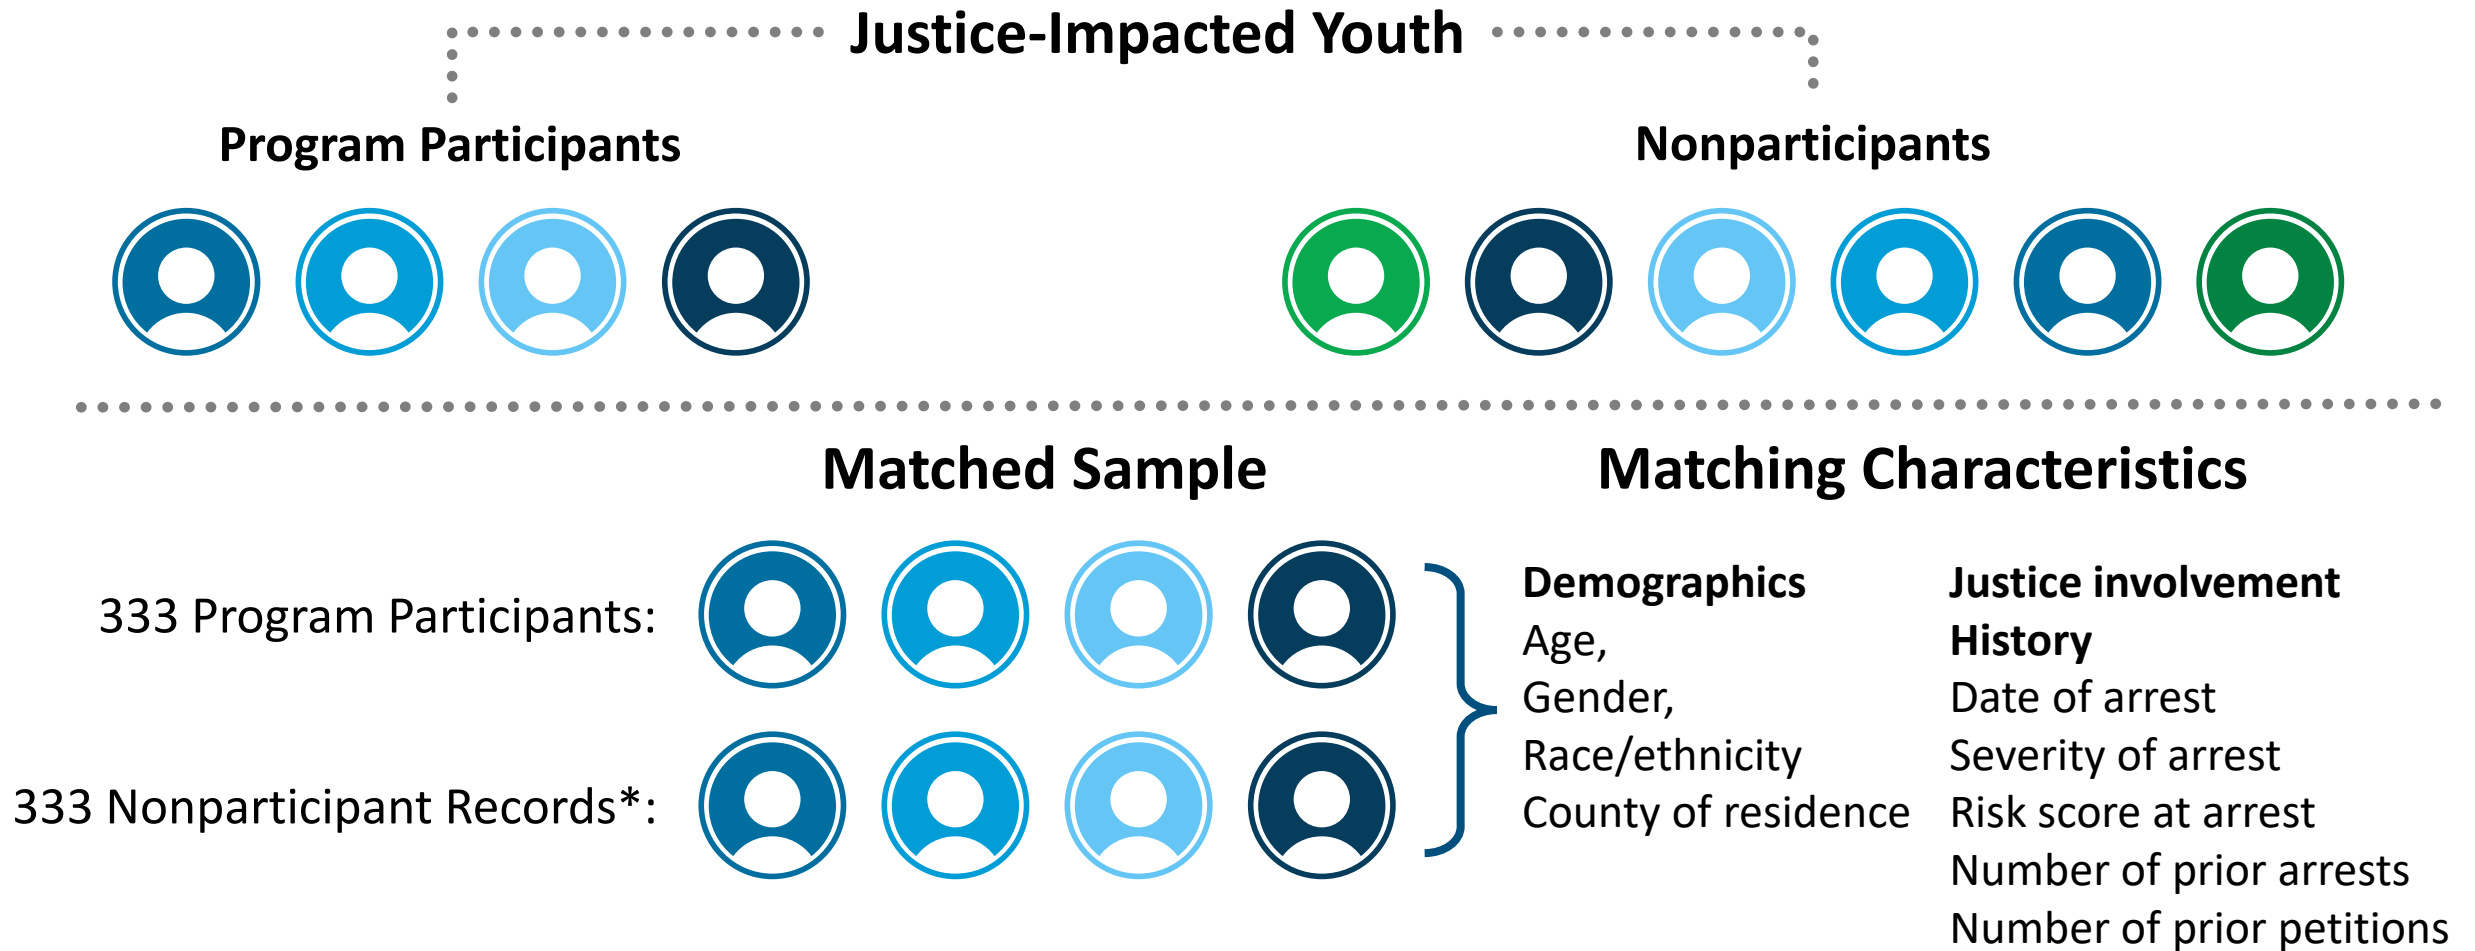 Justice-Impacted Youth
Program Participants
Nonparticipants
Matched Sample
Matching Characteristics
333 Program Participants:
333 Nonparticipant Records*:
Demographics
Age,
Gender,
Race/ethnicity
County of residence
Justice involvement
History
Date of arrest
Severity of arrest
Risk score at arrest
Number of prior arrests
Number of prior petitions